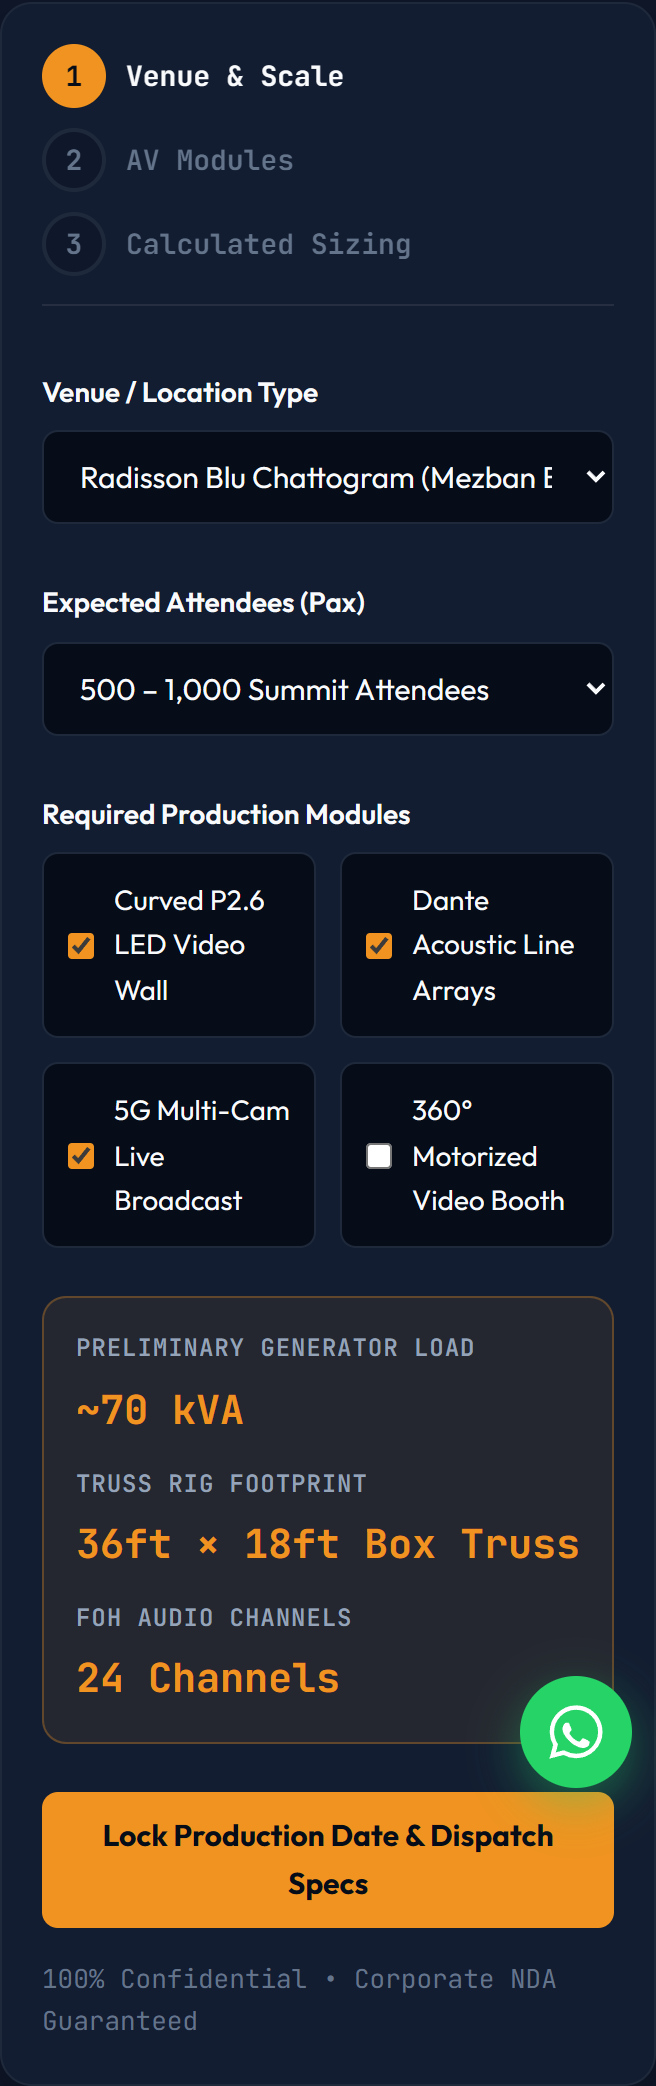 1 Venue & Scale
2 AV Modules
3 Calculated Sizing
Venue / Location Type
Radisson Blu Chattogram (Mezban
Expected Attendees (Pax)
500 – 1,000 Summit Attendees
Required Production Modules
Curved P2.6
LED Video
Wall
Dante
Acoustic Line
Arrays
5G Multi-Cam
Live
Broadcast
360°
Motorized
Video Booth
PRELIMINARY GENERATOR LOAD
~70 kVA
TRUSS RIG FOOTPRINT
36ft × 18ft Box Truss
FOH AUDIO CHANNELS
24 Channels
Lock Production Date & Dispatch
Specs
100% Confidential • Corporate NDA
Guaranteed